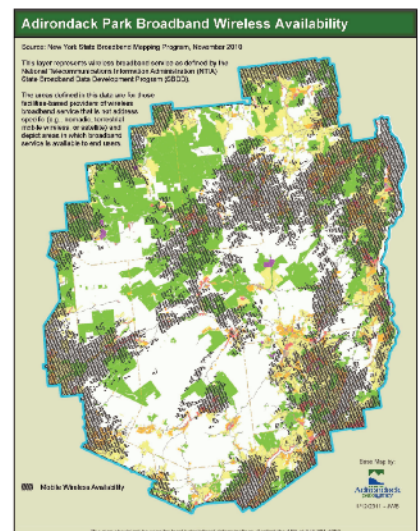 Adirondack Park Broadband Wireless Availability
Source: New York State Broadband Mapping Program, November 2010
This layer represents wireless broadband service as defined by the
National Telecommunications Information Administration (NTIA)
State Broadband Data Development Program (SBDD).
The areas defined in this data are for those
facilities-based providers of wireless
broadband service that is not address
specific (e.g., nomadic, terrestrial
mobile wireless, or satellite) and
depict areas in which broadband
service is available to end users.
Mobile Wireless Availability
Base Map by:
Adirondack